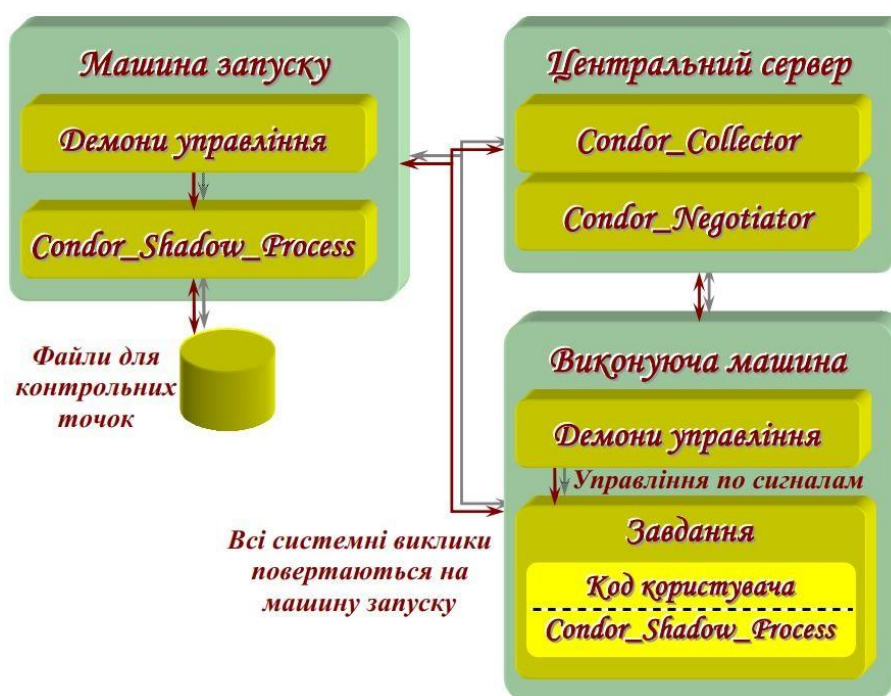 Машина запуску
Демони управління
Condor_Shadow_Process
Файли для
контрольних
точок
Центральний сервер
Condor_Collector
Condor_Negotiator
Виконуюча машина
Демони управління
Управління по сигналам
Завдання
Код користувача
Condor_Shadow_Process
Всі системні виклики
повертаються на
машину запуску